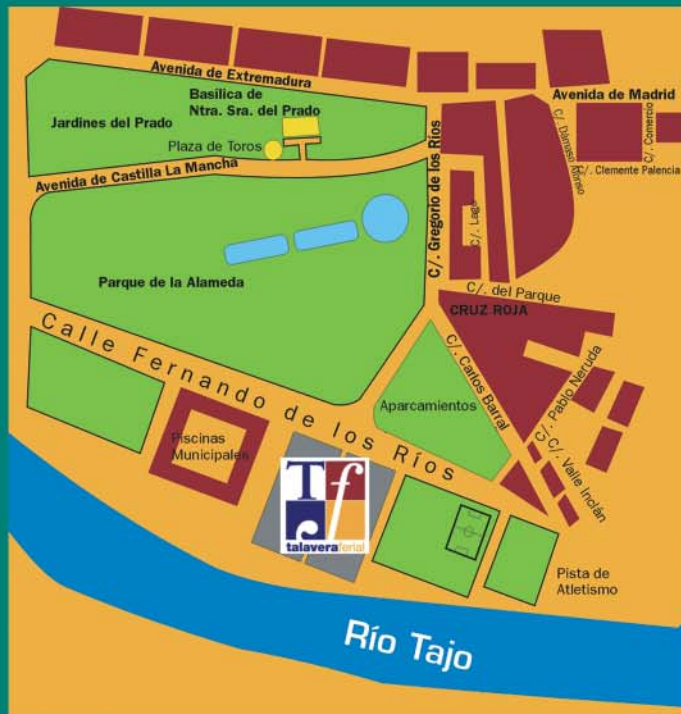 Avenida de Extremadura
Avenida de Madrid
Basílica de
Ntra. Sra. del Prado
Jardines del Prado
Plaza de Toros
Avenida de Castilla La Mancha
C/. Gregorio de los Ríos
C/. Dámaso Alonso
C/. Comercio
C/. Clemente Palencia
C/. Lago
Parque de la Alameda
C/. del Parque
CRUZ ROJA
C/. Carlos Barral
C/. Pablo Neruda
C/. Valle Inclán
Calle Fernando de los Ríos
Aparcamientos
Piscinas
Municipales
Tf
talavera ferial
Pista de
Atletismo
Río Tajo